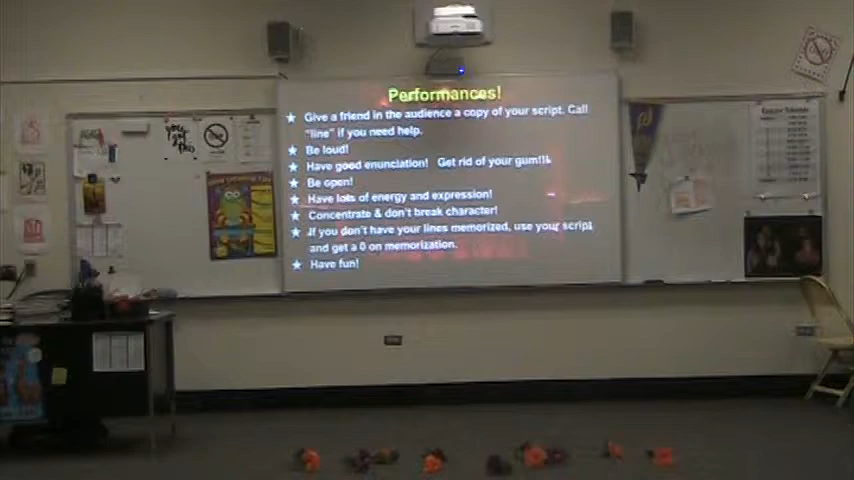 Performances!
Give a friend in the audience a copy of your script. Call
"line" if you need help.
Be loud!
Have good enunciation! Get rid of your gum!!!
Be open!
Have lots of energy and expression!
Concentrate & don't break character!
If you don't have your lines memorized, use your script
and get a 0 on memorization.
Have fun!